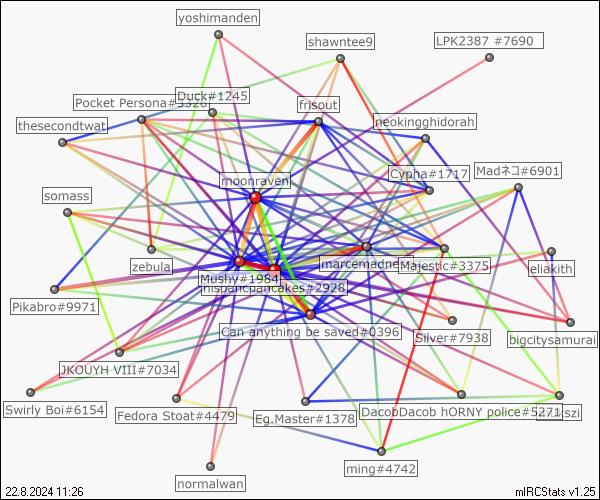 yoshimanden
shawntee9
LPK2387 #7690
Duck#1245
Pocket Persona#3326
frisout
thesecondtwat
neokingghidorah
Cypha#1717
Madネコ#6901
moonraven
somass
zebula
marcemadness
Majestic#3375
eliakith
Mushy#1984
hispanicpancakes#2928
Pikabro#9971
Can anything be saved#0396
Silver#7938
bigcitysamurai
JKOUYH VIII#7034
Swirly Boi#6154
Fedora Stoat#4479
Eg.Master#1378
DacobDacob hORNY police#5271
ming#4742
normalwan
22.8.2024 11:26
mIRCStats v1.25